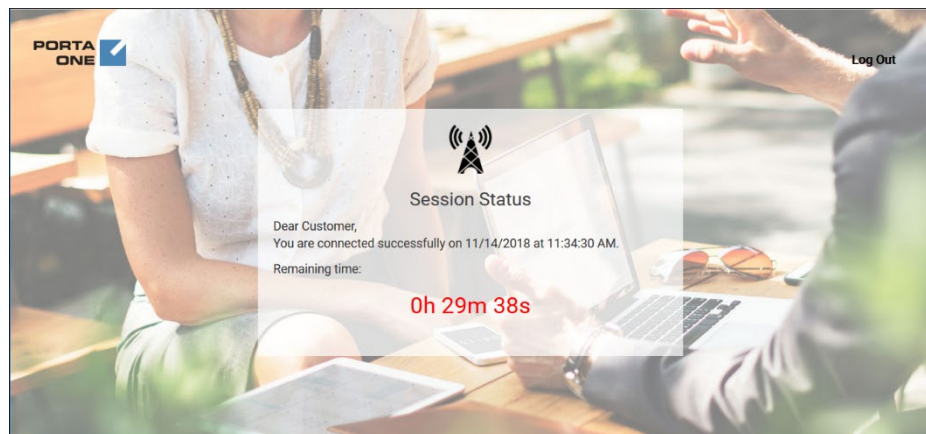 PORTA
ONE
Log Out
Session Status
Dear Customer,
You are connected successfully on 11/14/2018 at 11:34:30 AM.
Remaining time:
0h 29m 38s